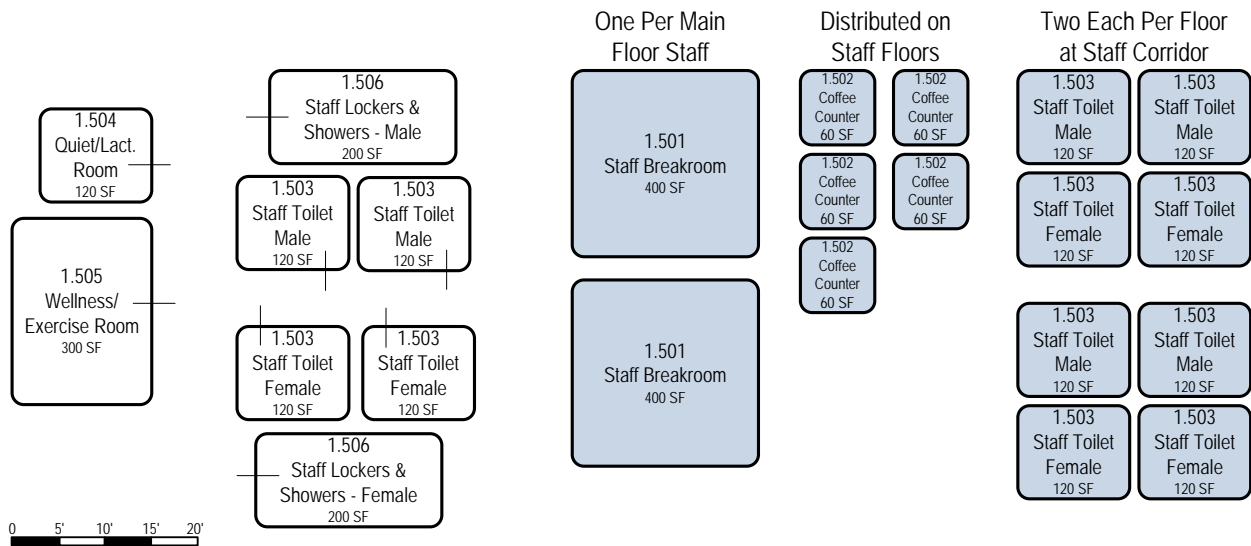 One Per Main
Floor Staff
Distributed on
Staff Floors
Two Each Per Floor
at Staff Corridor
1.504
Quiet/Lact.
Room
120 SF
1.505
Wellness/
Exercise Room
300 SF
1.506
Staff Lockers &
Showers - Male
200 SF
1.503
Staff Toilet
Male
120 SF
1.503
Staff Toilet
Male
120 SF
1.503
Staff Toilet
Female
120 SF
1.503
Staff Toilet
Female
120 SF
1.506
Staff Lockers &
Showers - Female
200 SF
1.501
Staff Breakroom
400 SF
1.501
Staff Breakroom
400 SF
1.502
Coffee
Counter
60 SF
1.502
Coffee
Counter
60 SF
1.502
Coffee
Counter
60 SF
1.502
Coffee
Counter
60 SF
1.502
Coffee
Counter
60 SF
1.503
Staff Toilet
Male
120 SF
1.503
Staff Toilet
Male
120 SF
1.503
Staff Toilet
Female
120 SF
1.503
Staff Toilet
Female
120 SF
1.503
Staff Toilet
Male
120 SF
1.503
Staff Toilet
Male
120 SF
1.503
Staff Toilet
Female
120 SF
1.503
Staff Toilet
Female
120 SF
0 5' 10' 15' 20'